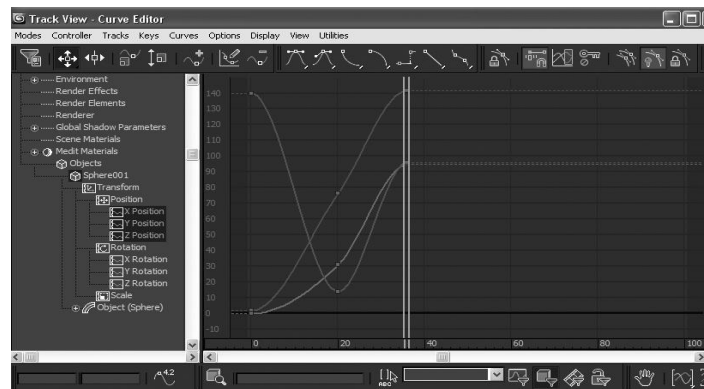 Track View - Curve Editor
Modes Controller Tracks Keys Curves Options Display View Utilities
Environment
Render Effects
Render Elements
Renderer
Global Shadow Parameters
Scene Materials
Medit Materials
Objects
Sphere001
Transform
Position
X Position
Y Position
Z Position
Rotation
X Rotation
Y Rotation
Z Rotation
Scale
Object (Sphere)
140
130
120
110
100
90
80
70
60
50
40
30
20
10
0
-10
0 20 40 60 80 100
4.2
ABC